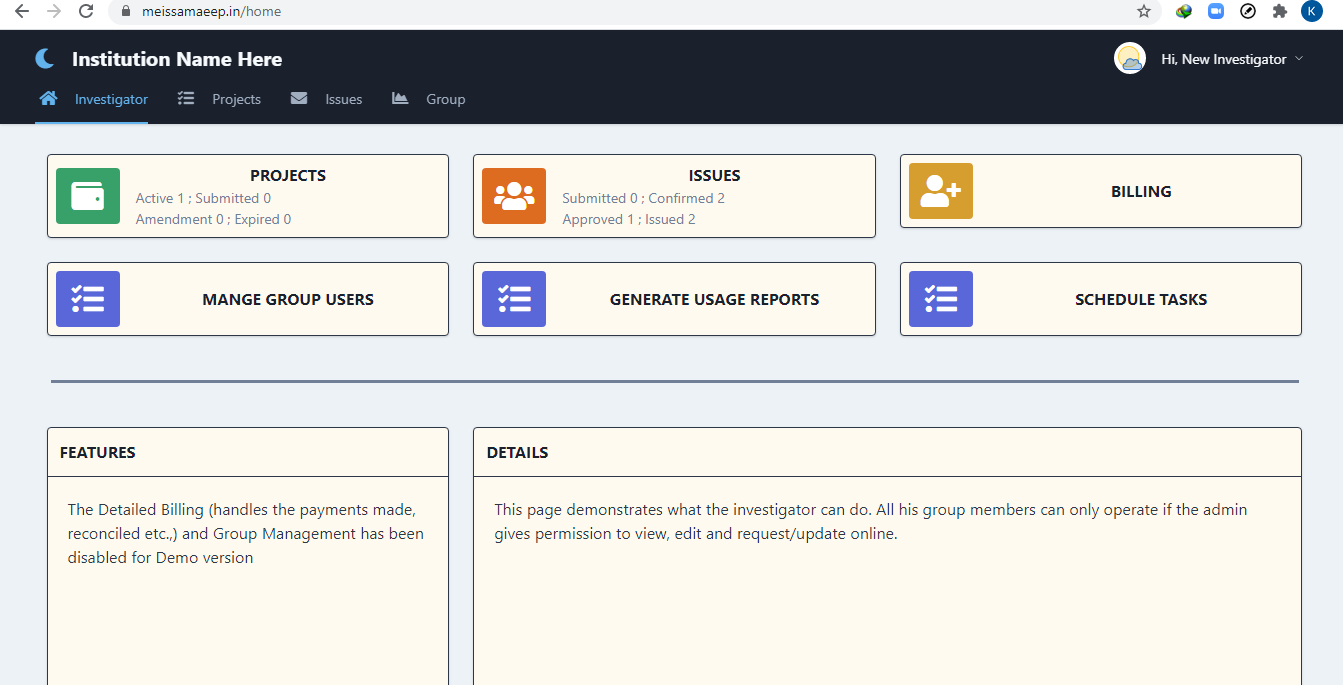 meissamaeep.in/home
K
Institution Name Here
Hi, New Investigator
Investigator Projects Issues Group
PROJECTS
Active 1 ; Submitted 0
Amendment 0 ; Expired 0
ISSUES
Submitted 0 ; Confirmed 2
Approved 1 ; Issued 2
BILLING
MANGE GROUP USERS
GENERATE USAGE REPORTS
SCHEDULE TASKS
FEATURES
The Detailed Billing (handles the payments made,
reconciled etc.,) and Group Management has been
disabled for Demo version
DETAILS
This page demonstrates what the investigator can do. All his group members can only operate if the admin
gives permission to view, edit and request/update online.